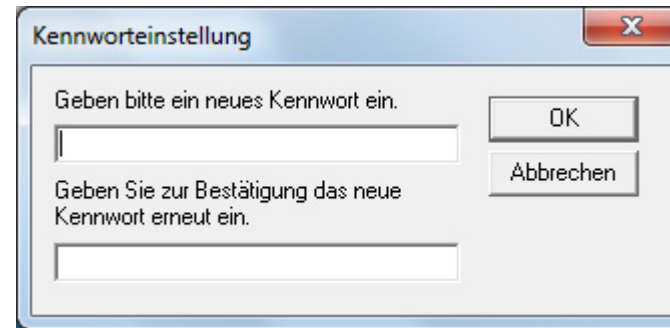 Kennworteinstellung
Geben bitte ein neues Kennwort ein.
OK
Abbrechen
Geben Sie zur Bestätigung das neue
Kennwort erneut ein.